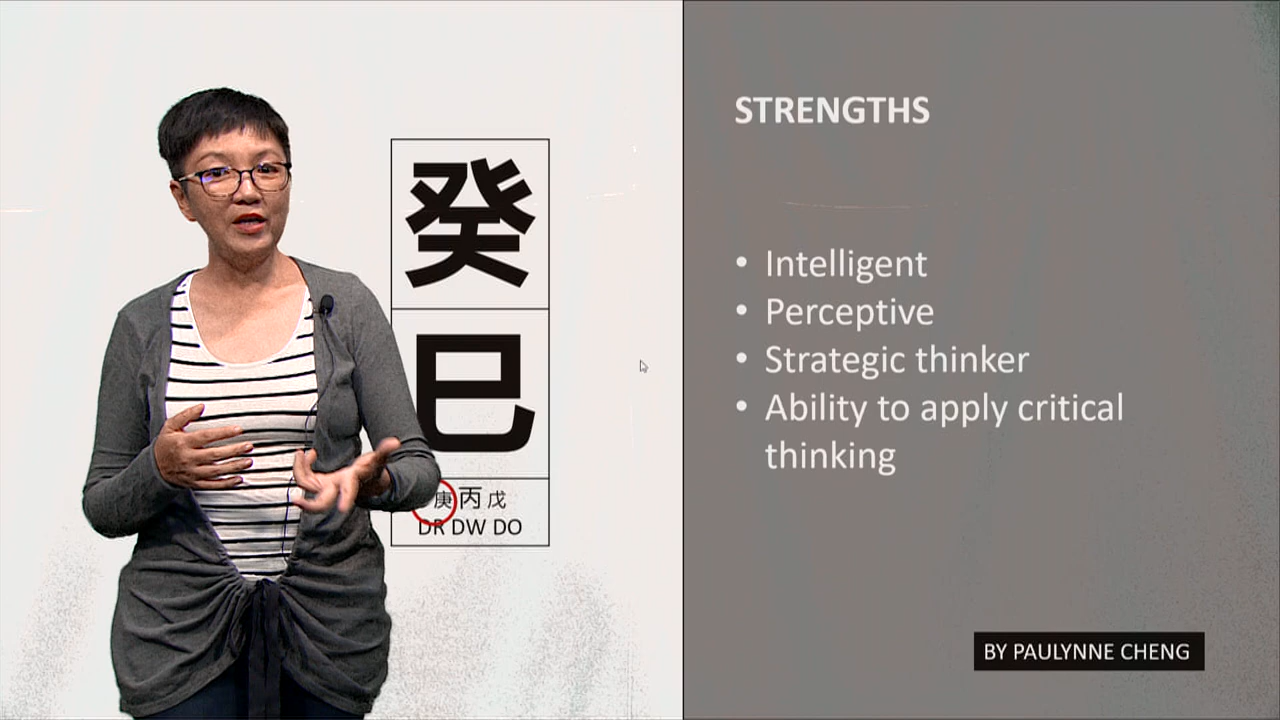 癸
巳
庚 丙 戊
DR DW DO
STRENGTHS
• Intelligent
• Perceptive
• Strategic thinker
• Ability to apply critical
thinking
BY PAULYNNE CHENG